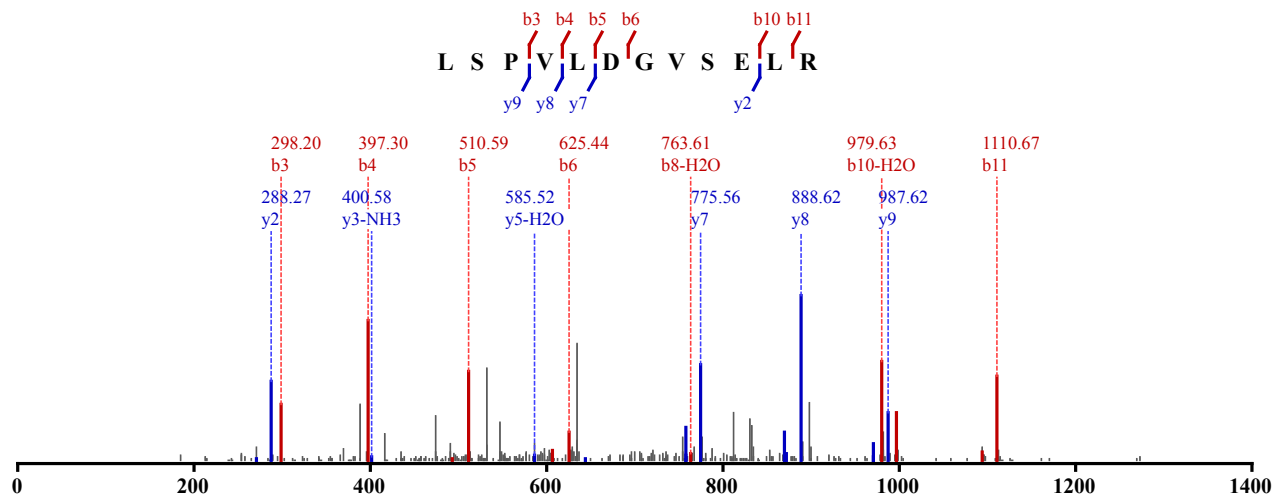 b3 b4 b5 b6 b10 b11
L S P V L D G V S E L R
y9 y8 y7 y2
298.20 397.30 510.59 625.44 763.61 979.63 1110.67
b3 b4 b5 b6 b8-H2O b10-H2O b11
288.27 400.58 585.52 775.56 888.62 987.62
y2 y3-NH3 y5-H2O y7 y8 y9
0 200 400 600 800 1000 1200 1400